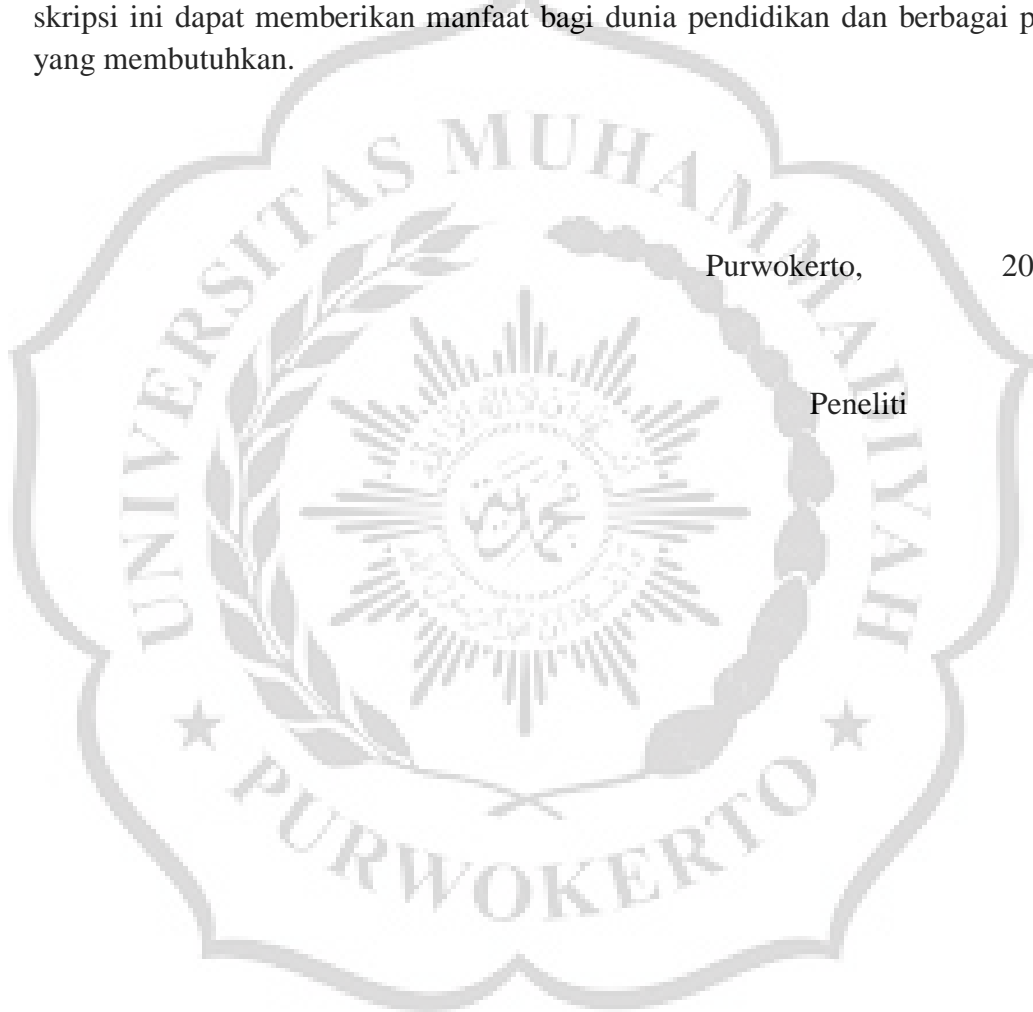 skripsi ini dapat memberikan manfaat bagi dunia pendidikan dan berbagai p
yang membutuhkan.
UNIVERSITAS MUHAMMADIYAH
Purwokerto, 20
Peneliti
PURWOKERTO